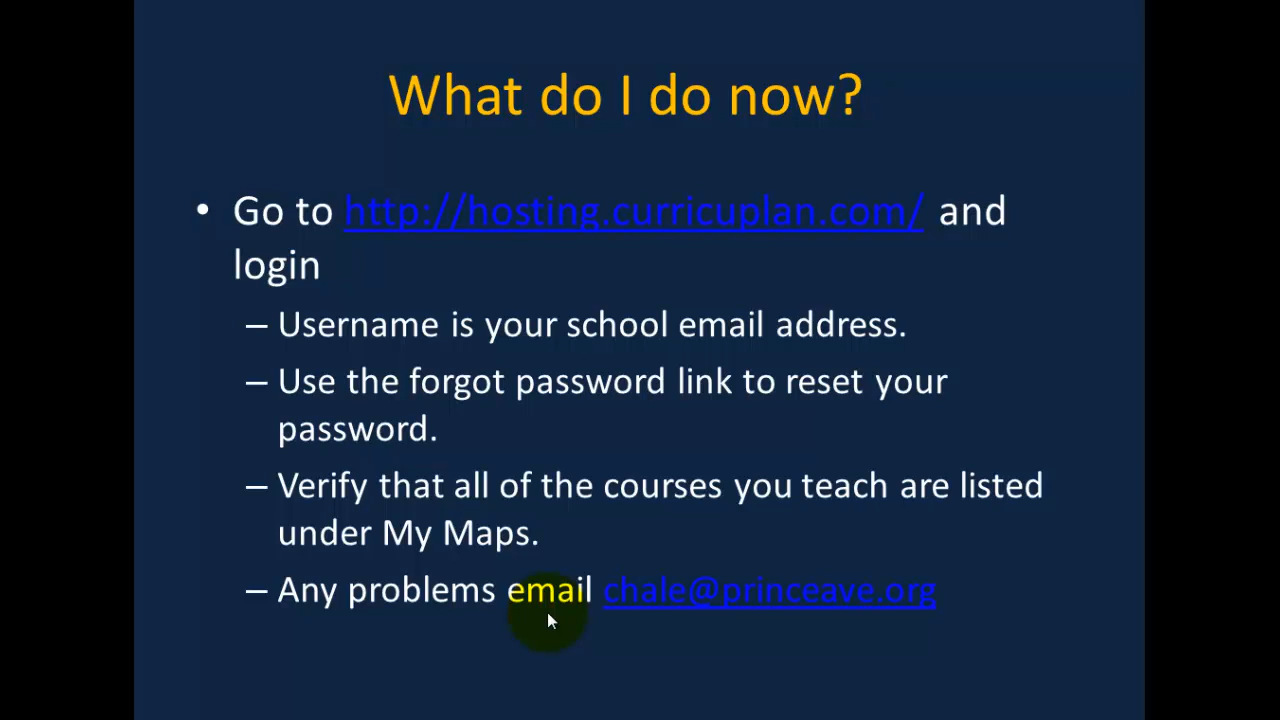 What do I do now?
• Go to http://hosting.curricuplan.com/ and
login
– Username is your school email address.
– Use the forgot password link to reset your
password.
– Verify that all of the courses you teach are listed
under My Maps.
– Any problems email chale@princeave.org